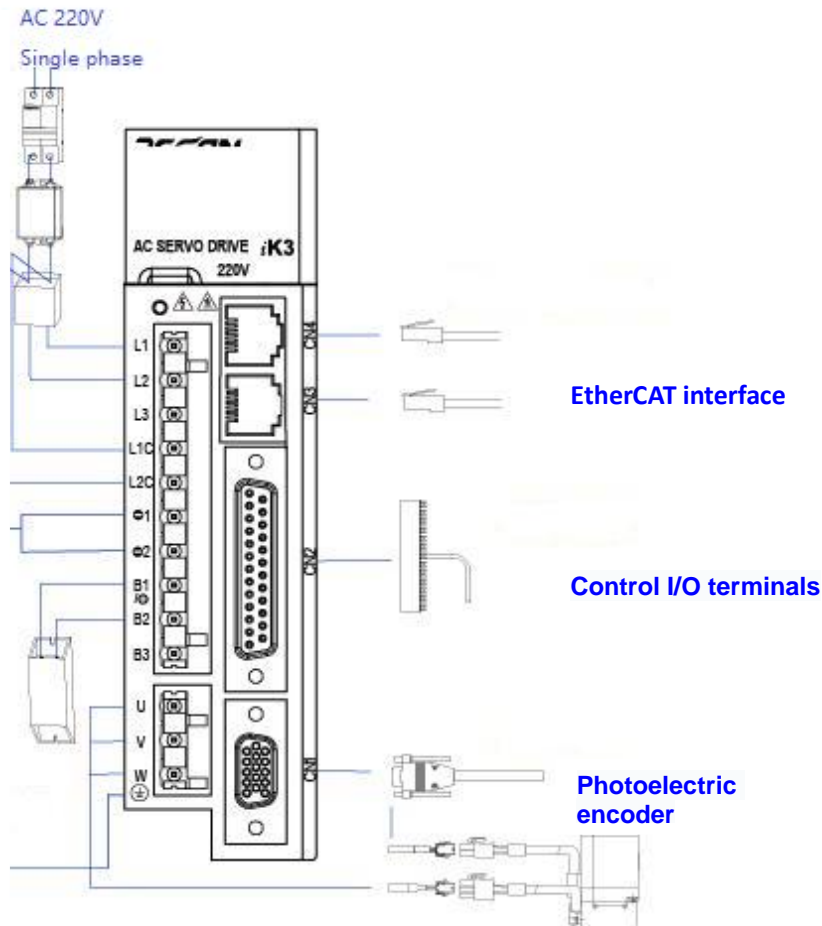 AC 220V
Single phase
AC SERVO DRIVE iK3
220V
L1
L2
L3
L1C
L2C
⊖1
⊖2
B1
/⊕
B2
B3
U
V
W
CN4
CN3
CN2
CN1
EtherCAT interface
Control I/O terminals
Photoelectric
encoder